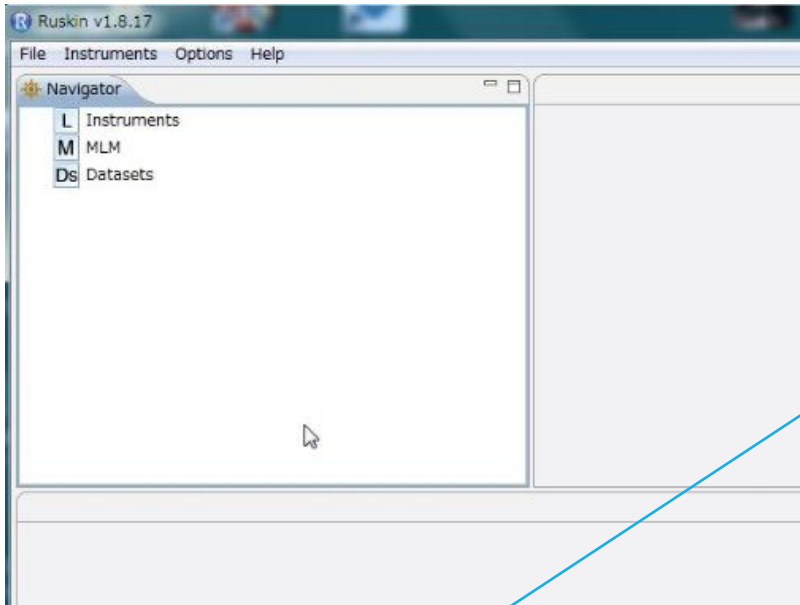 R Ruskin v1.8.17
File Instruments Options Help
Navigator
L Instruments
M MLM
Ds Datasets